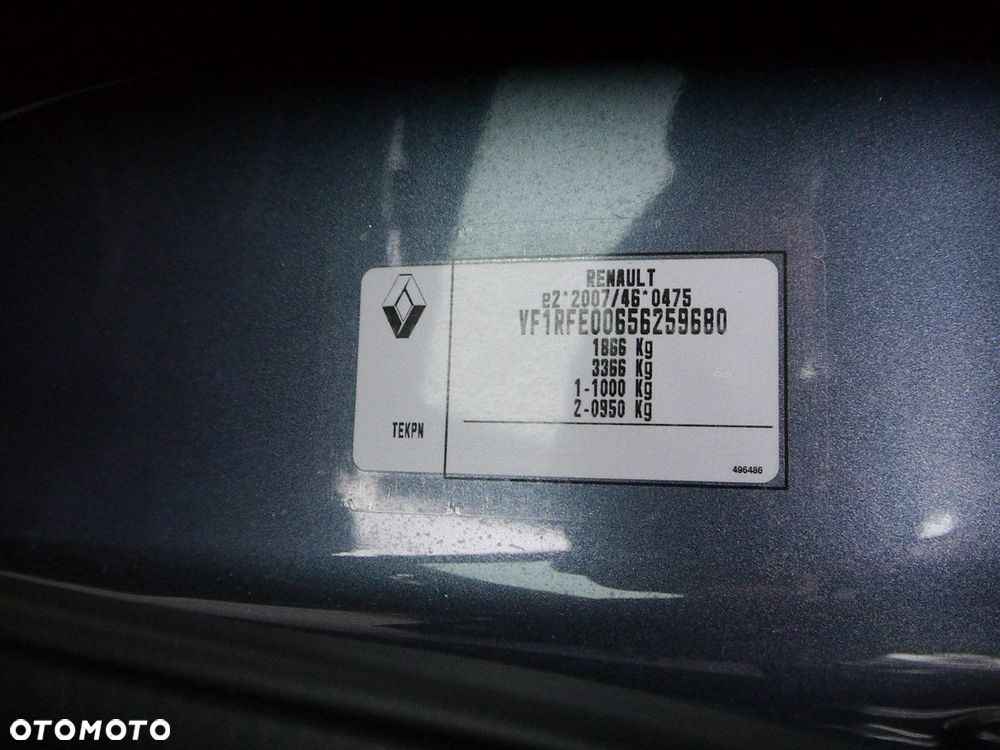 RENAULT
e2*2007/46*0475
VF1RFE00656259680
1866 Kg
3366 Kg
1-1000 Kg
2-0950 Kg
TEKPN
496486
OTOMOTO